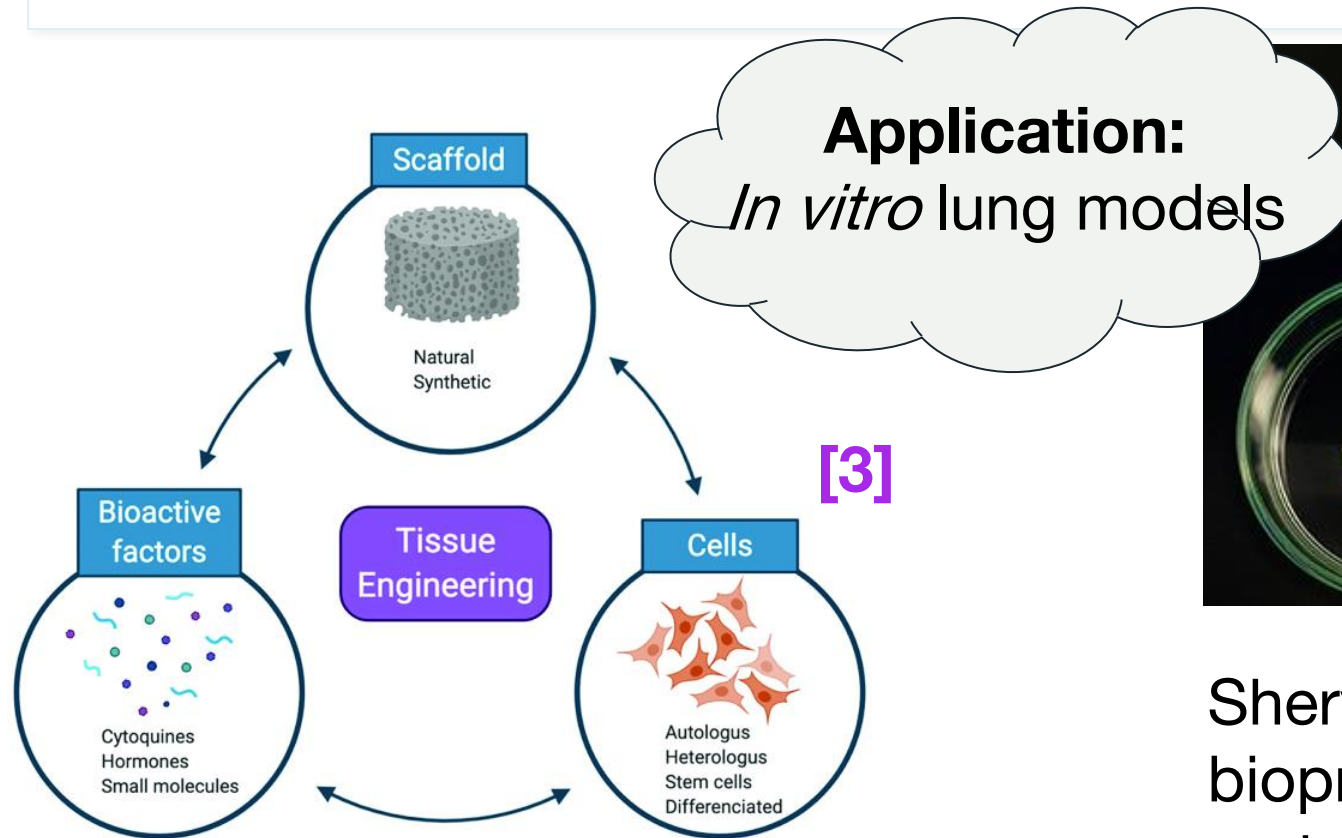 Application:
In vitro lung models
Scaffold
Natural
Synthetic
[3]
Bioactive
factors
Cytoquines
Hormones
Small molecules
Tissue
Engineering
Cells
Autologus
Heterologus
Stem cells
Differenciated